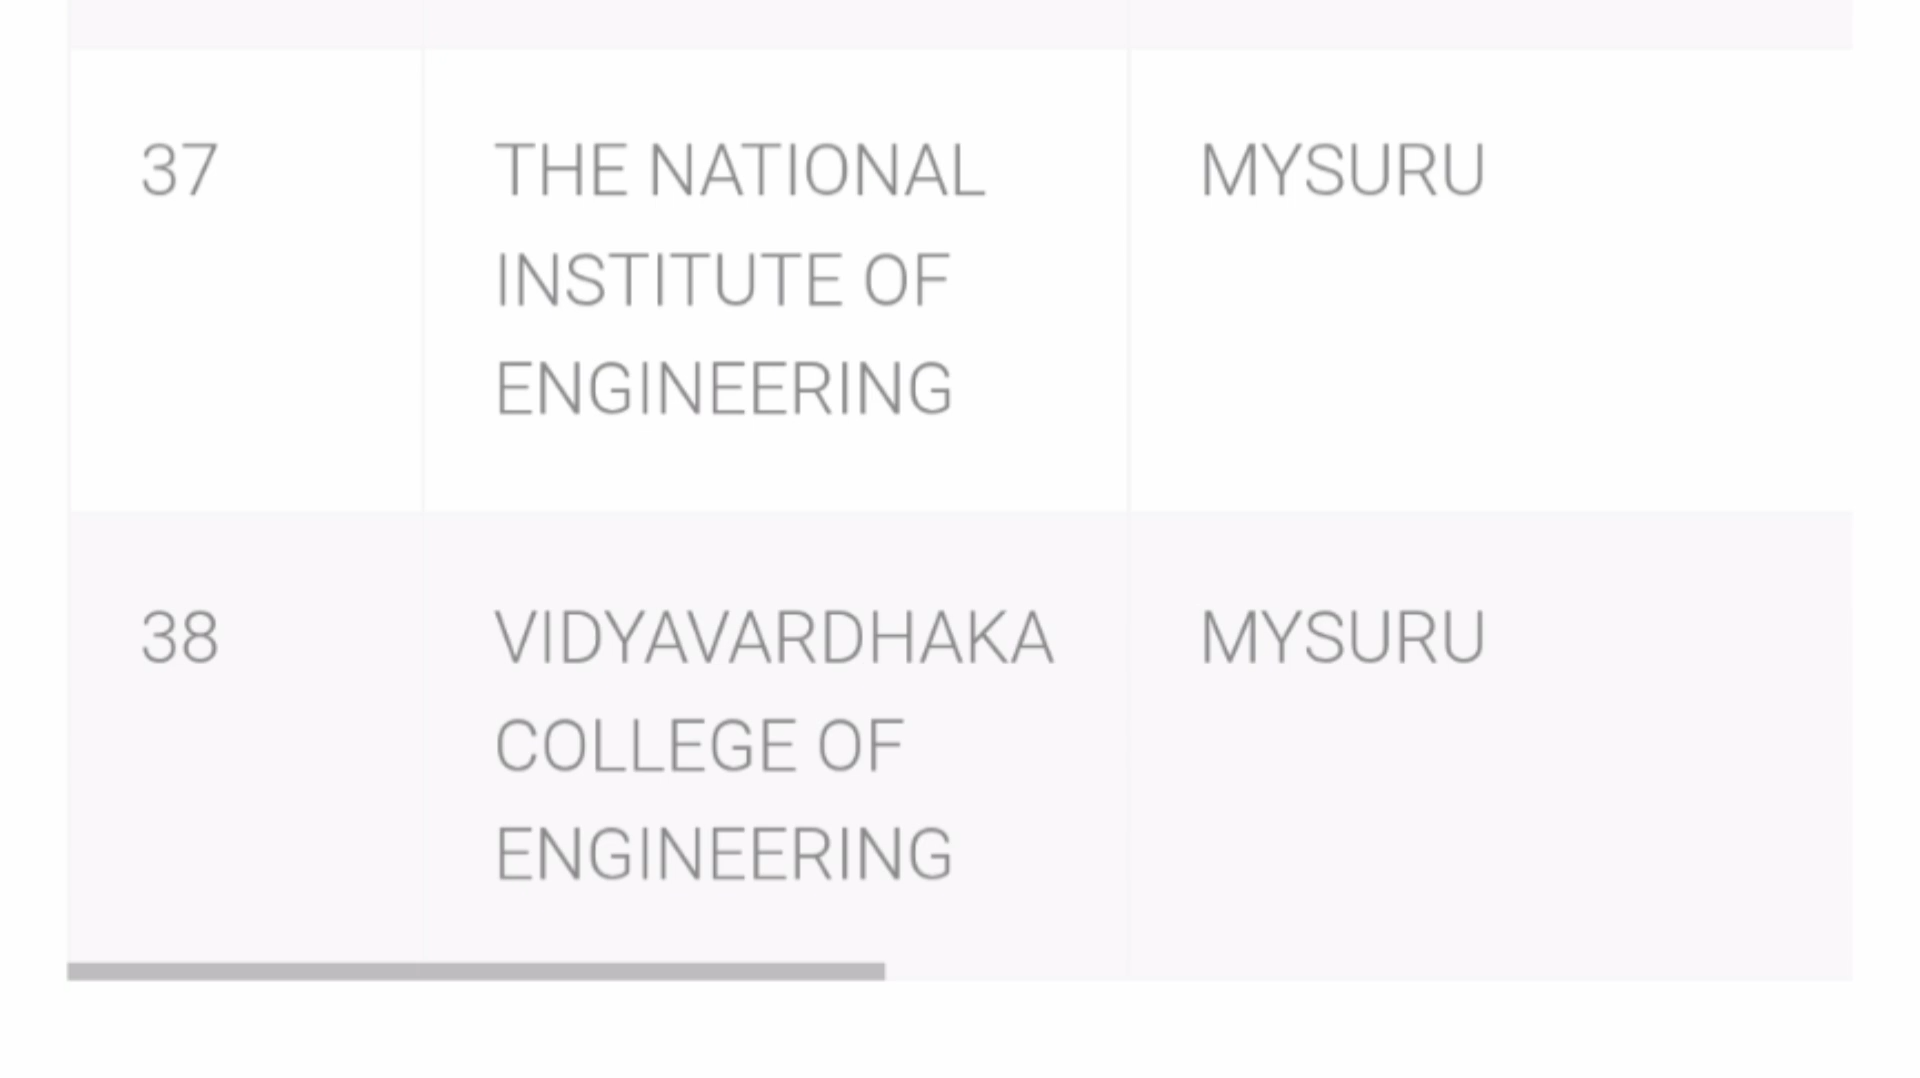 37
THE NATIONAL
INSTITUTE OF
ENGINEERING
MYSURU
38
VIDYAVARDHAKA
COLLEGE OF
ENGINEERING
MYSURU